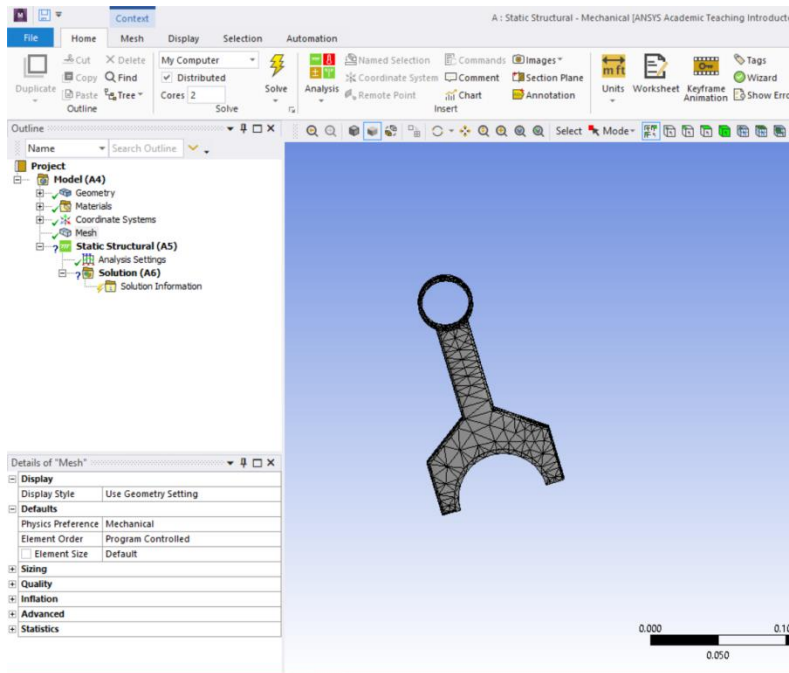 Context
A : Static Structural - Mechanical [ANSYS Academic Teaching Introducto
File Home Mesh Display Selection Automation
Duplicate
Cut
Copy
Paste
Delete
Find
Tree
Outline
My Computer
Distributed
Cores 2
Solve
Solve
Analysis
Named Selection
Coordinate System
Remote Point
Commands
Comment
Chart
Images
Section Plane
Annotation
Insert
Units
Worksheet
Keyframe
Animation
Tags
Wizard
Show Erro
Outline
Name Search Outline
Select Mode
Project
Model (A4)
Geometry
Materials
Coordinate Systems
Mesh
Static Structural (A5)
Analysis Settings
Solution (A6)
Solution Information
Details of "Mesh"
Display
Display Style Use Geometry Setting
Defaults
Physics Preference Mechanical
Element Order Program Controlled
Element Size Default
Sizing
Quality
Inflation
Advanced
Statistics
0.000 0.10
0.050